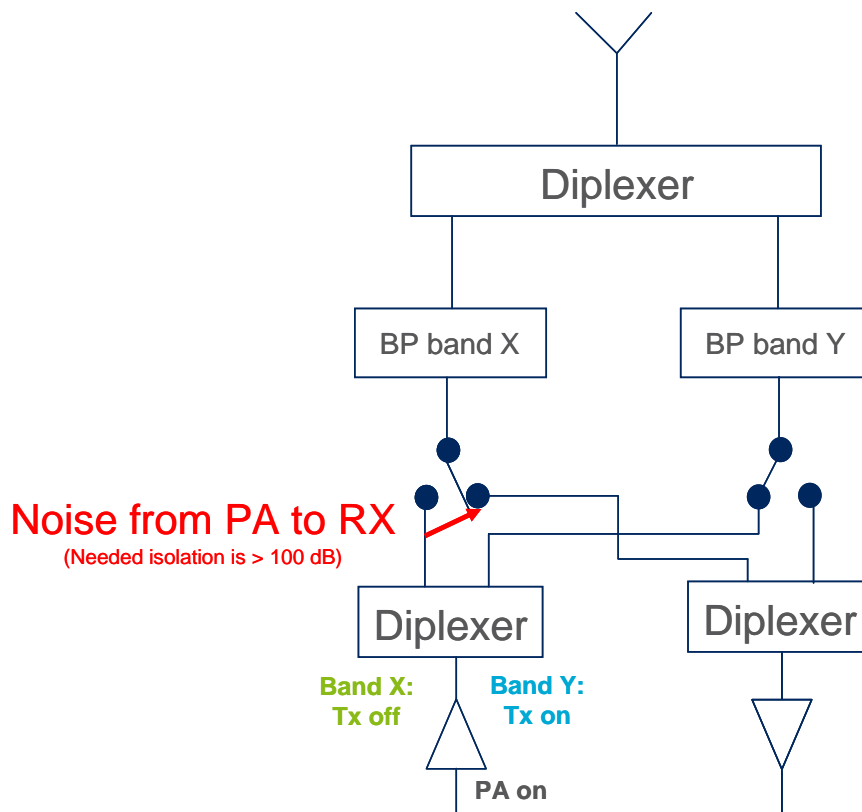 Diplexer
BP band X
BP band Y
Noise from PA to RX
(Needed isolation is > 100 dB)
Diplexer
Diplexer
Band X:
Tx off
Band Y:
Tx on
PA on